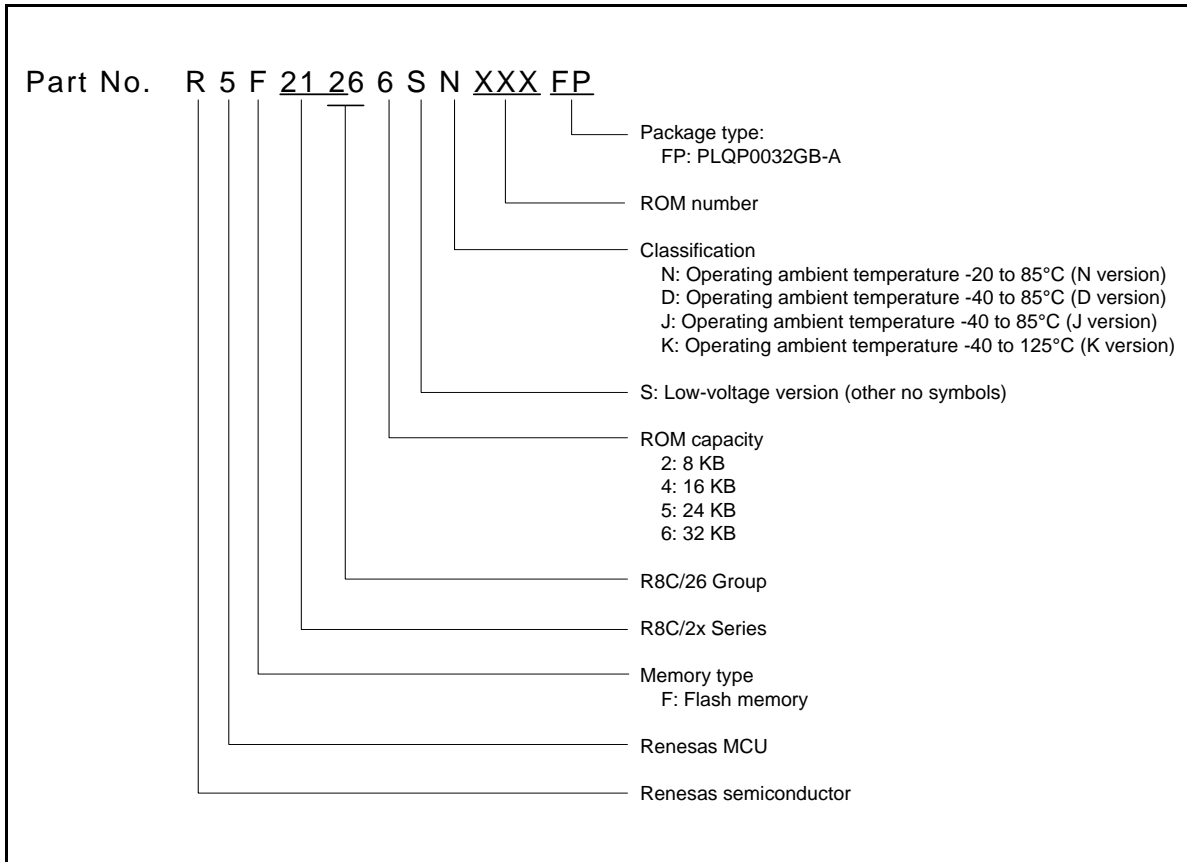 Part No. R 5 F 21 26 6 S N XXX FP
Package type:
FP: PLQP0032GB-A
ROM number
Classification
N: Operating ambient temperature -20 to 85°C (N version)
D: Operating ambient temperature -40 to 85°C (D version)
J: Operating ambient temperature -40 to 85°C (J version)
K: Operating ambient temperature -40 to 125°C (K version)
S: Low-voltage version (other no symbols)
ROM capacity
2: 8 KB
4: 16 KB
5: 24 KB
6: 32 KB
R8C/26 Group
R8C/2x Series
Memory type
F: Flash memory
Renesas MCU
Renesas semiconductor